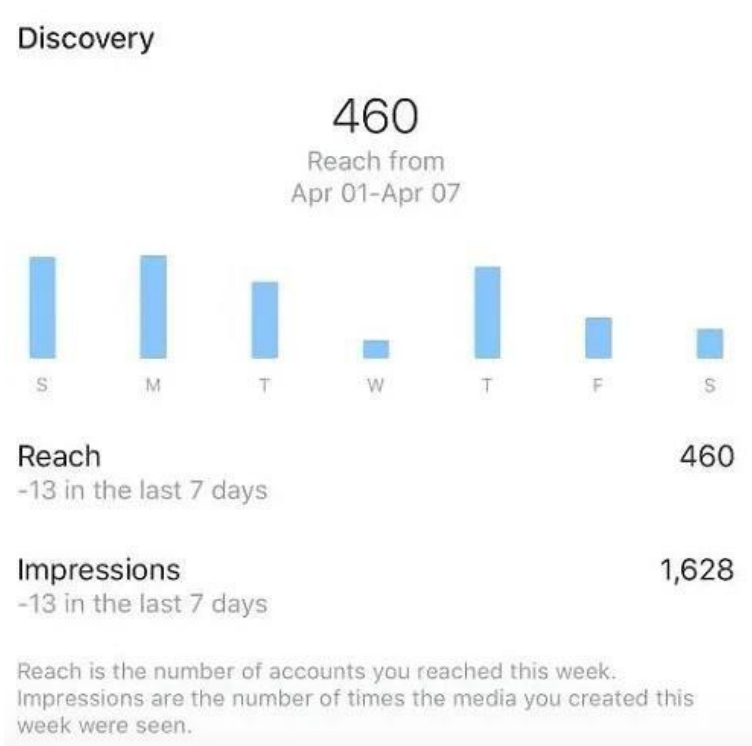 Discovery
460
Reach from
Apr 01-Apr 07
S M T W T F S
Reach 460
-13 in the last 7 days
Impressions 1,628
-13 in the last 7 days
Reach is the number of accounts you reached this week.
Impressions are the number of times the media you created this
week were seen.